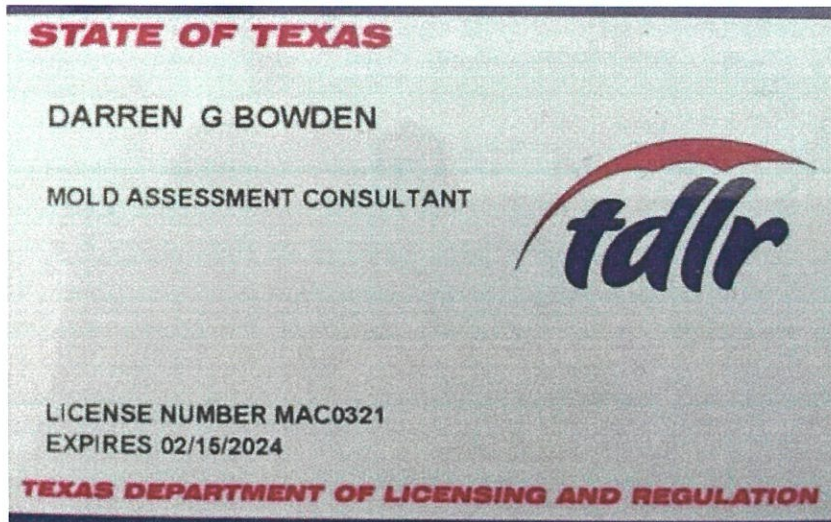 STATE OF TEXAS
DARREN G BOWDEN
MOLD ASSESSMENT CONSULTANT
tdlr
LICENSE NUMBER MAC0321
EXPIRES 02/15/2024
TEXAS DEPARTMENT OF LICENSING AND REGULATION